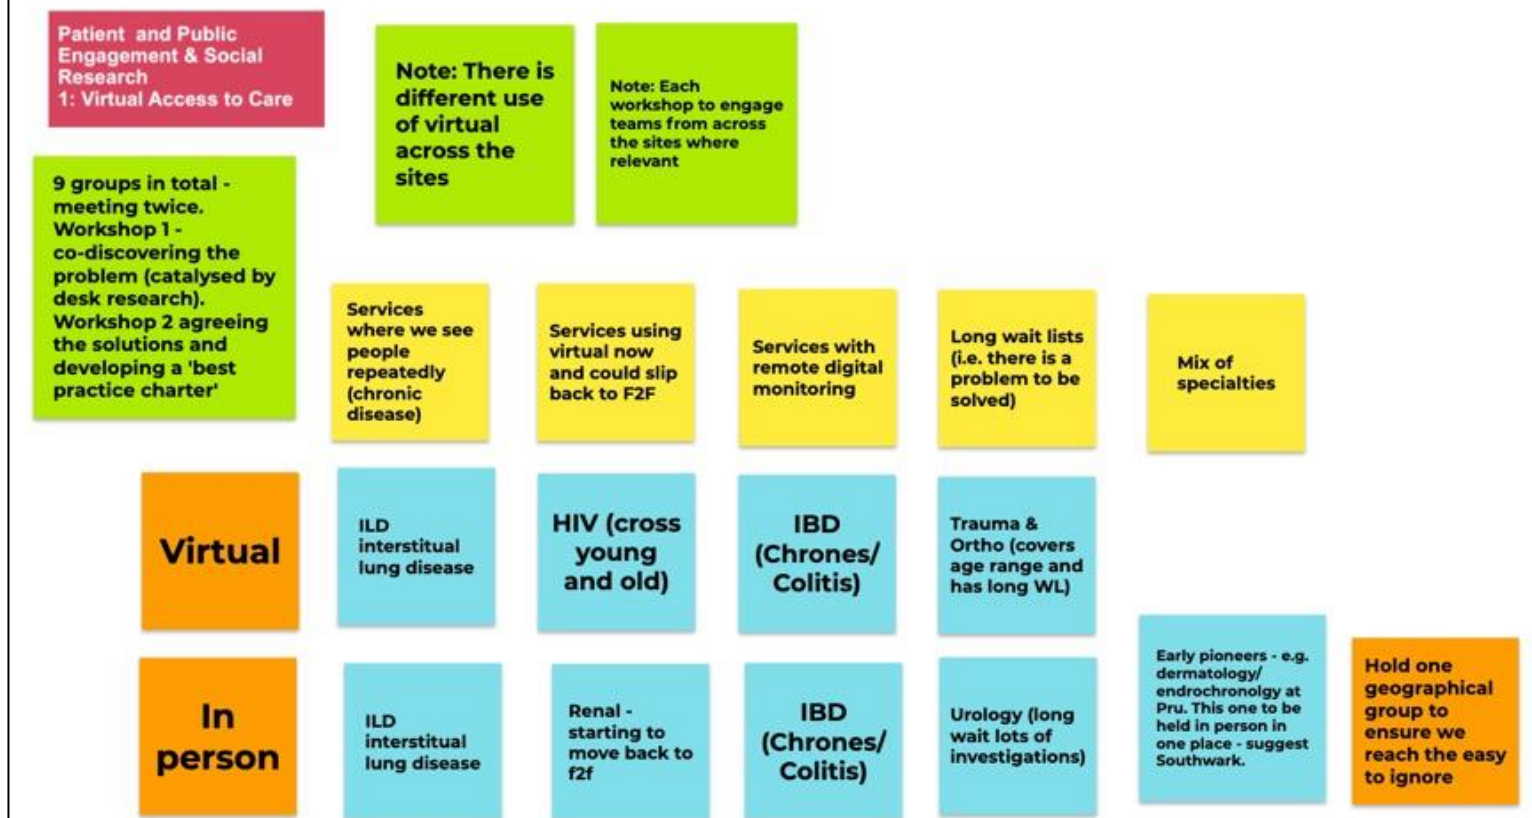 Patient and Public
Engagement & Social
Research
1: Virtual Access to Care
Note: There is
different use
of virtual
across the
sites
Note: Each
workshop to engage
teams from across
the sites where
relevant
9 groups in total -
meeting twice.
Workshop 1 -
co-discovering the
problem (catalysed by
desk research).
Workshop 2 agreeing
the solutions and
developing a 'best
practice charter'
Services
where we see
people
repeatedly
(chronic
disease)
Services using
virtual now
and could slip
back to F2F
Services with
remote digital
monitoring
Long wait lists
(i.e. there is a
problem to be
solved)
Mix of
specialties
Virtual
ILD
interstitual
lung disease
HIV (cross
young
and old)
IBD
(Chrones/
Colitis)
Trauma &
Ortho (covers
age range and
has long WL)
In
person
ILD
interstitual
lung disease
Renal -
starting to
move back to
f2f
IBD
(Chrones/
Colitis)
Urology (long
wait lots of
investigations)
Early pioneers - e.g.
dermatology/
endrochronolgy at
Pru. This one to be
held in person in
one place - suggest
Southwark.
Hold one
geographical
group to
ensure we
reach the easy
to ignore